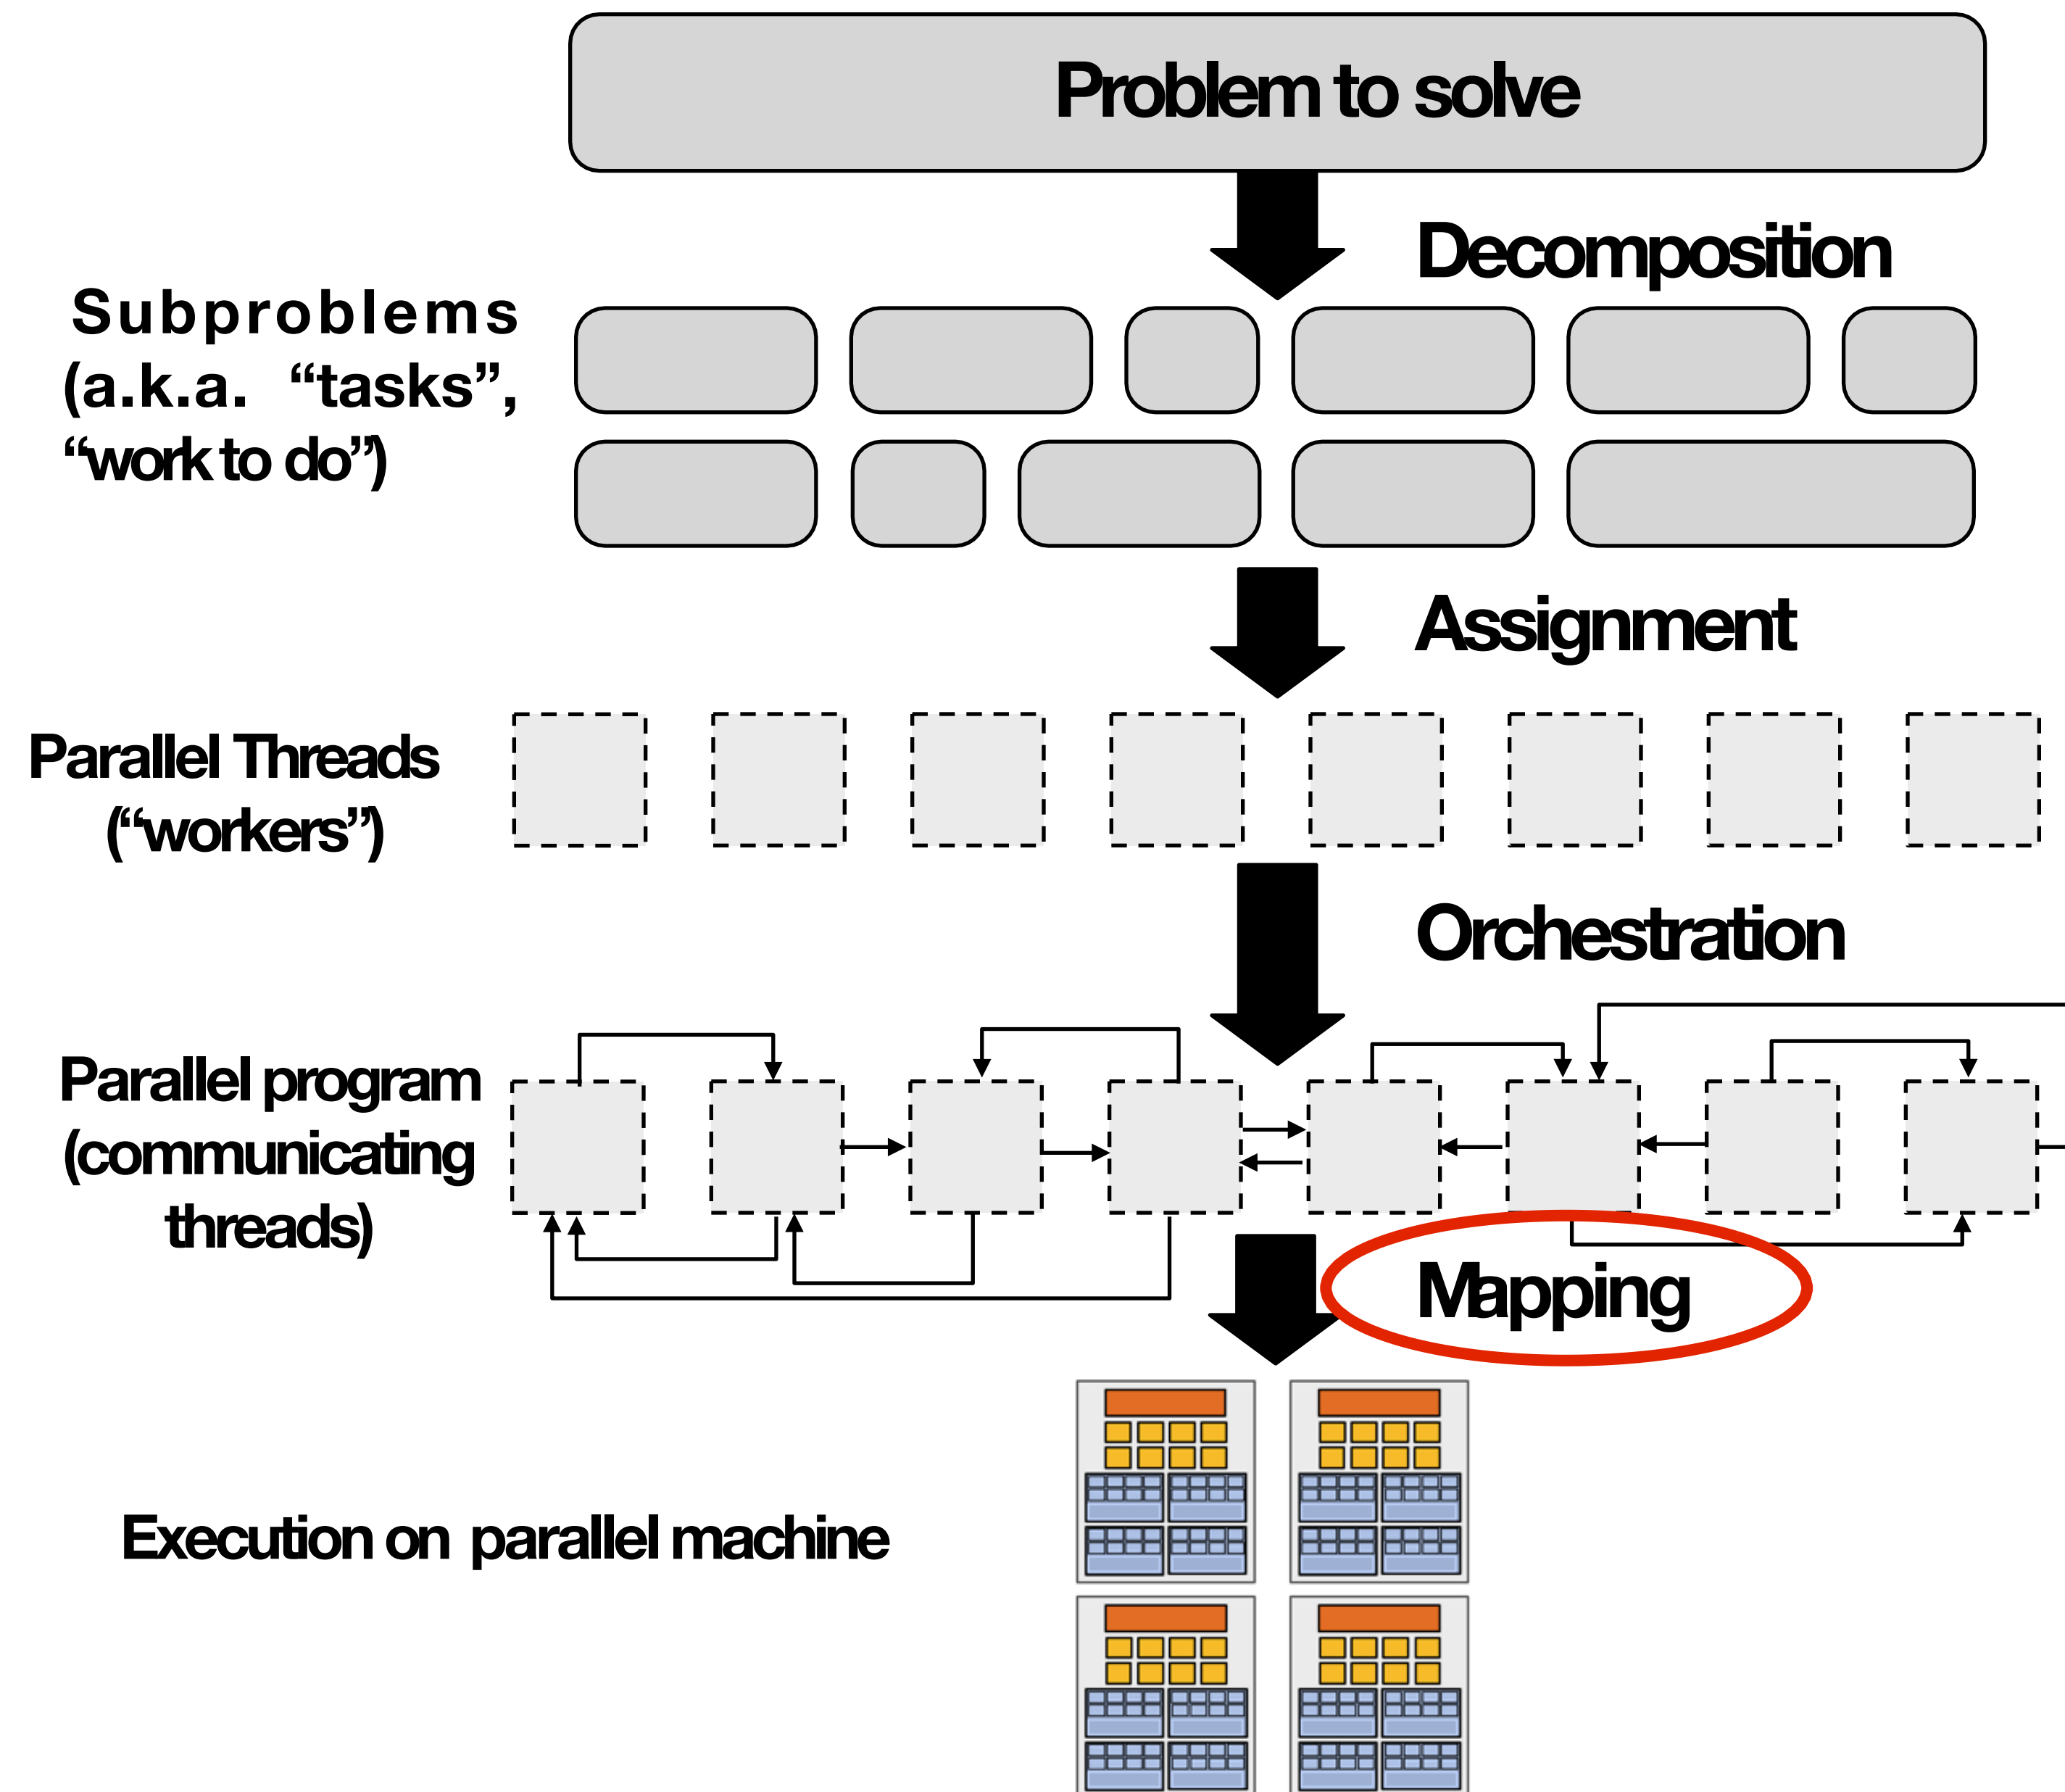 Problem to solve
Decomposition
Subproblems
(a.k.a. “tasks”,
“work to do”)
Assignment
Parallel Threads
(“workers”)
Orchestration
Parallel program
(communicating
threads)
Mapping
Execution on parallel machine